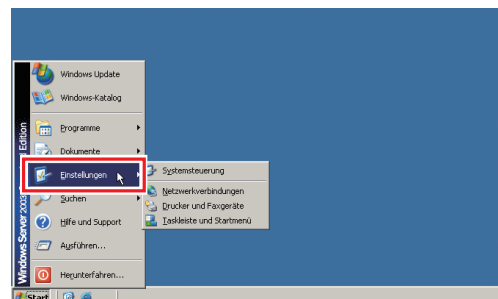 Windows Update
Windows-Katalog
Programme
Dokumente
Einstellungen
Suchen
Hilfe und Support
Ausführen...
Herunterfahren...
Systemsteuerung
Netzwerkverbindungen
Drucker und Faxgeräte
Taskleiste und Startmenü
Windows Server 2003
Edition
Start